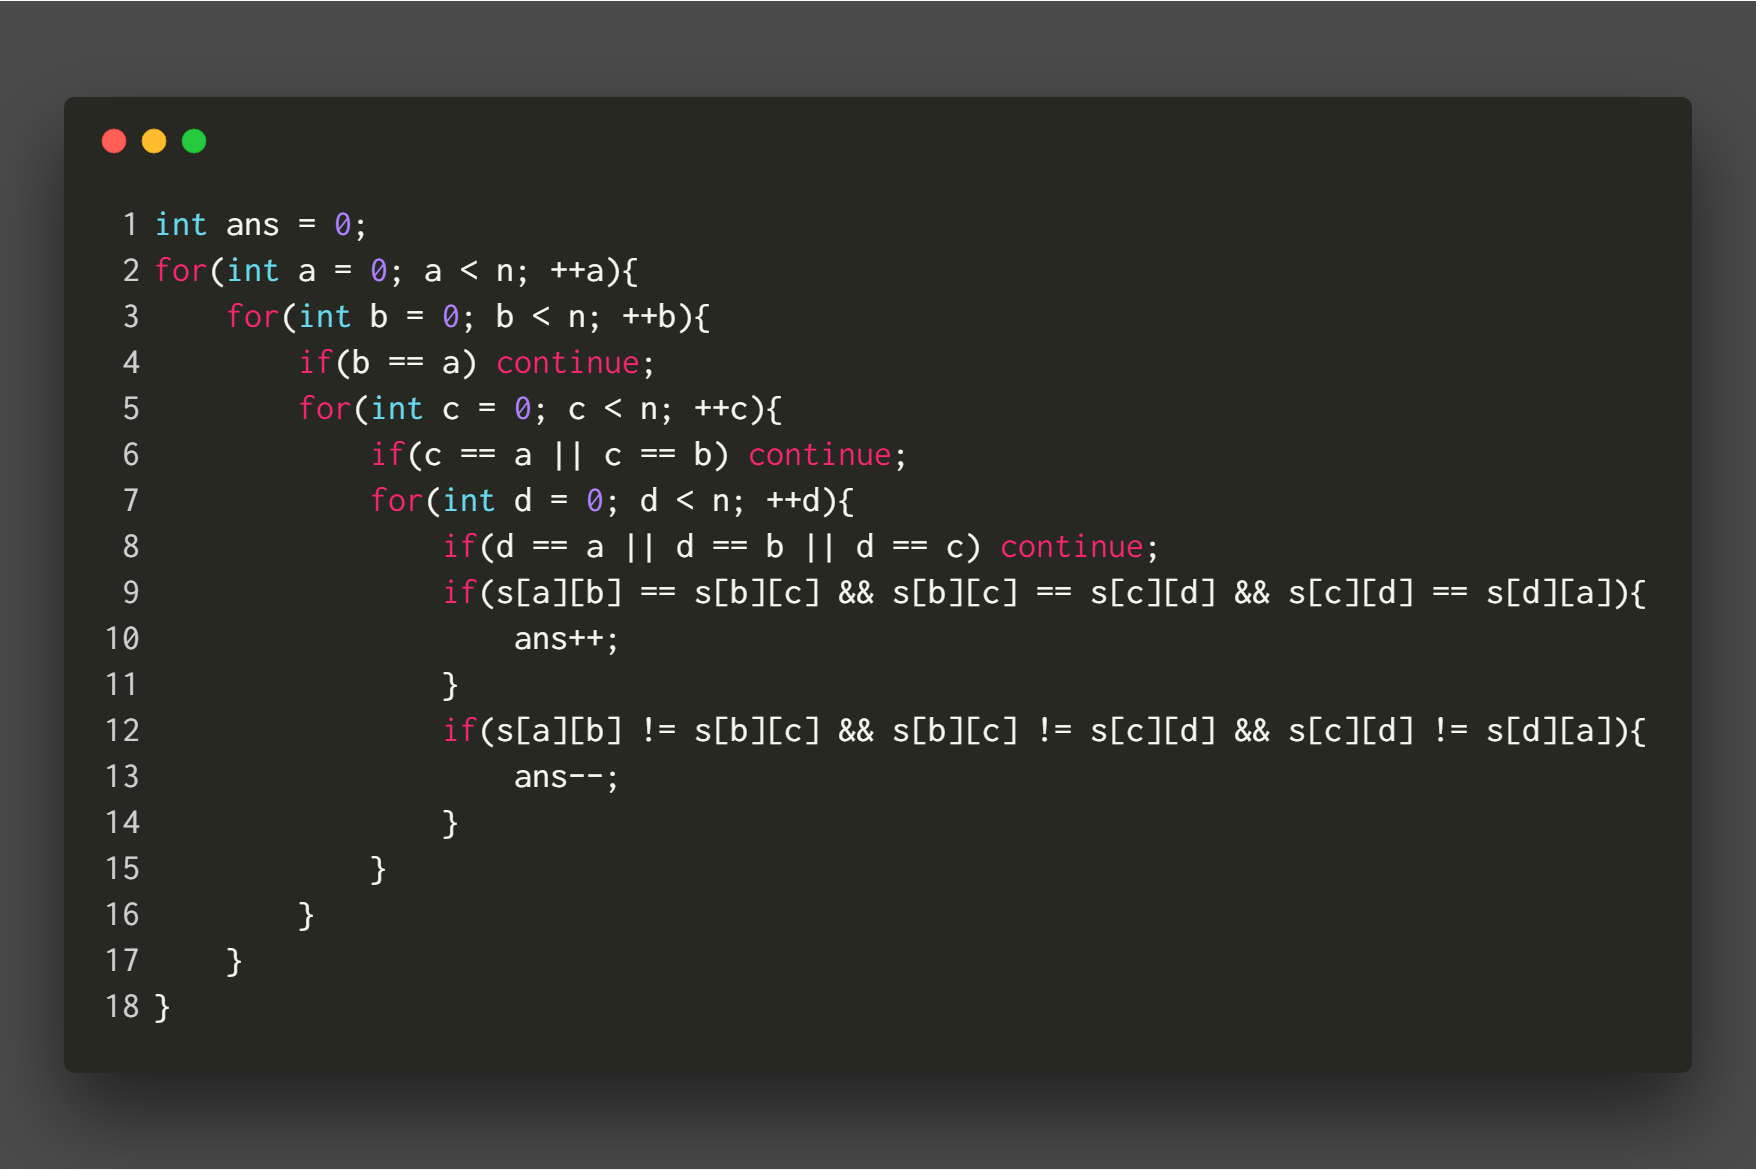 1 int ans = 0;
2 for(int a = 0; a < n; ++a){
3     for(int b = 0; b < n; ++b){
4         if(b == a) continue;
5         for(int c = 0; c < n; ++c){
6             if(c == a || c == b) continue;
7             for(int d = 0; d < n; ++d){
8                 if(d == a || d == b || d == c) continue;
9                 if(s[a][b] == s[b][c] && s[b][c] == s[c][d] && s[c][d] == s[d][a]){
10                     ans++;
11                 }
12                 if(s[a][b] != s[b][c] && s[b][c] != s[c][d] && s[c][d] != s[d][a]){
13                     ans--;
14                 }
15             }
16         }
17     }
18 }